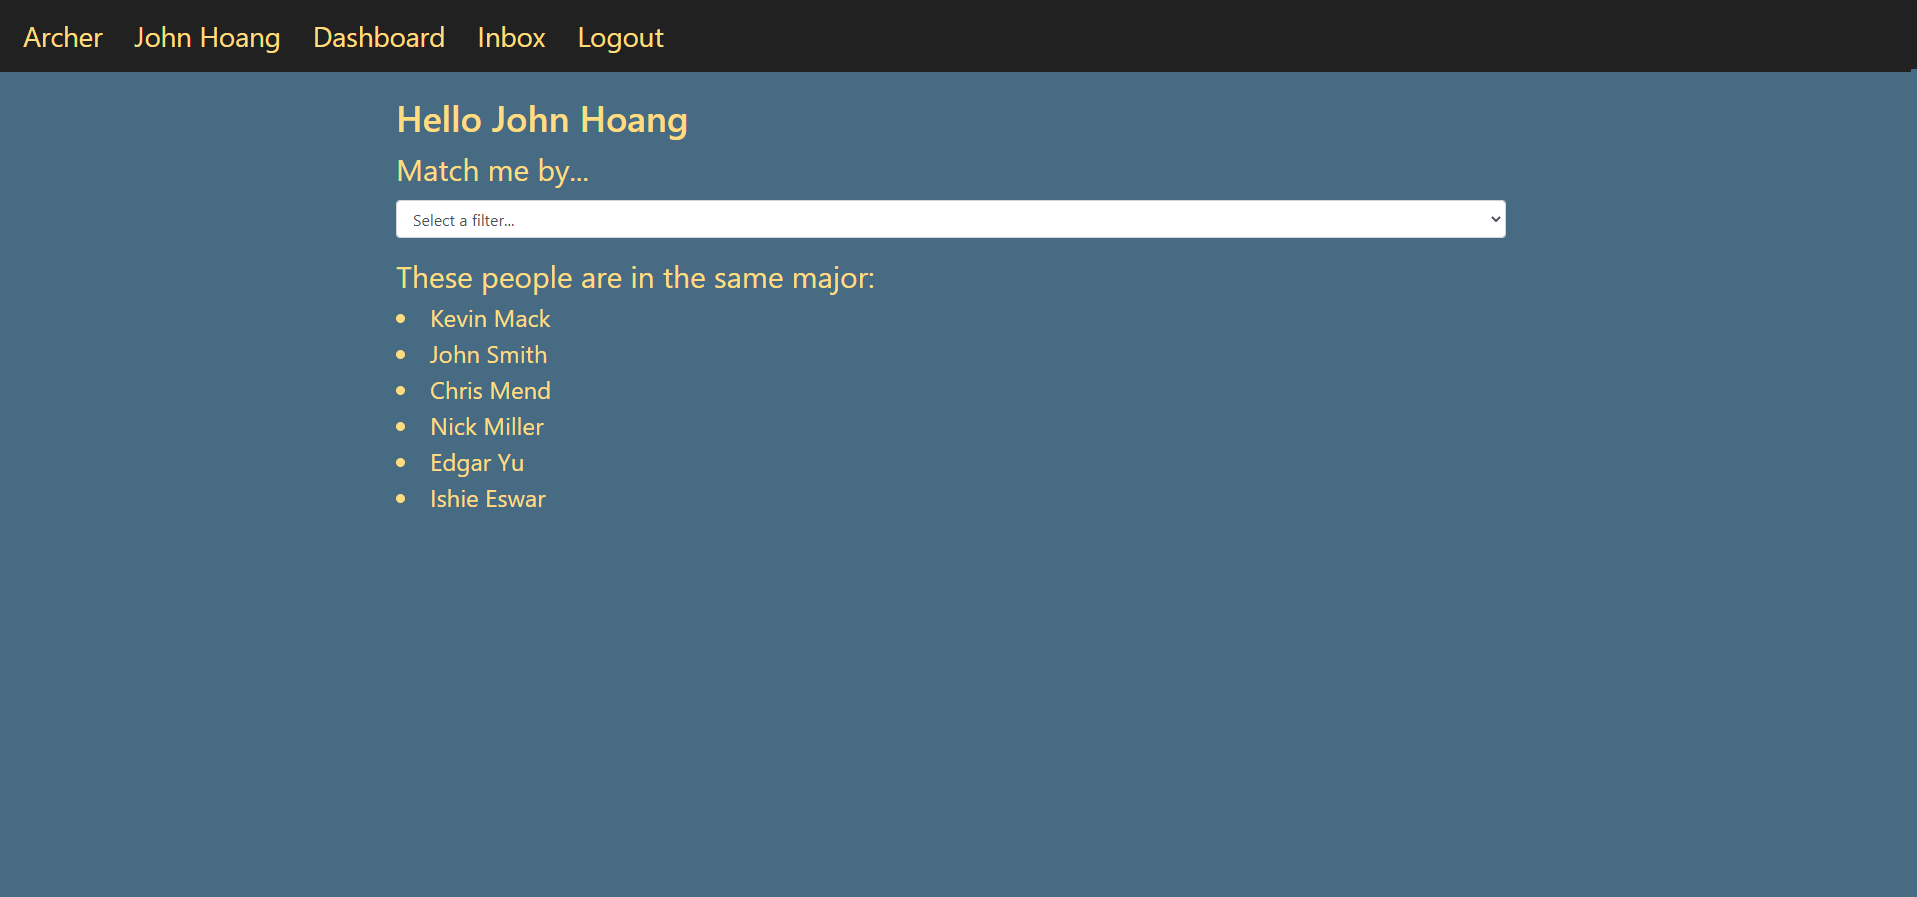 Archer John Hoang Dashboard Inbox Logout
Hello John Hoang
Match me by...
Select a filter...
These people are in the same major:
Kevin Mack
John Smith
Chris Mend
Nick Miller
Edgar Yu
Ishie Eswar